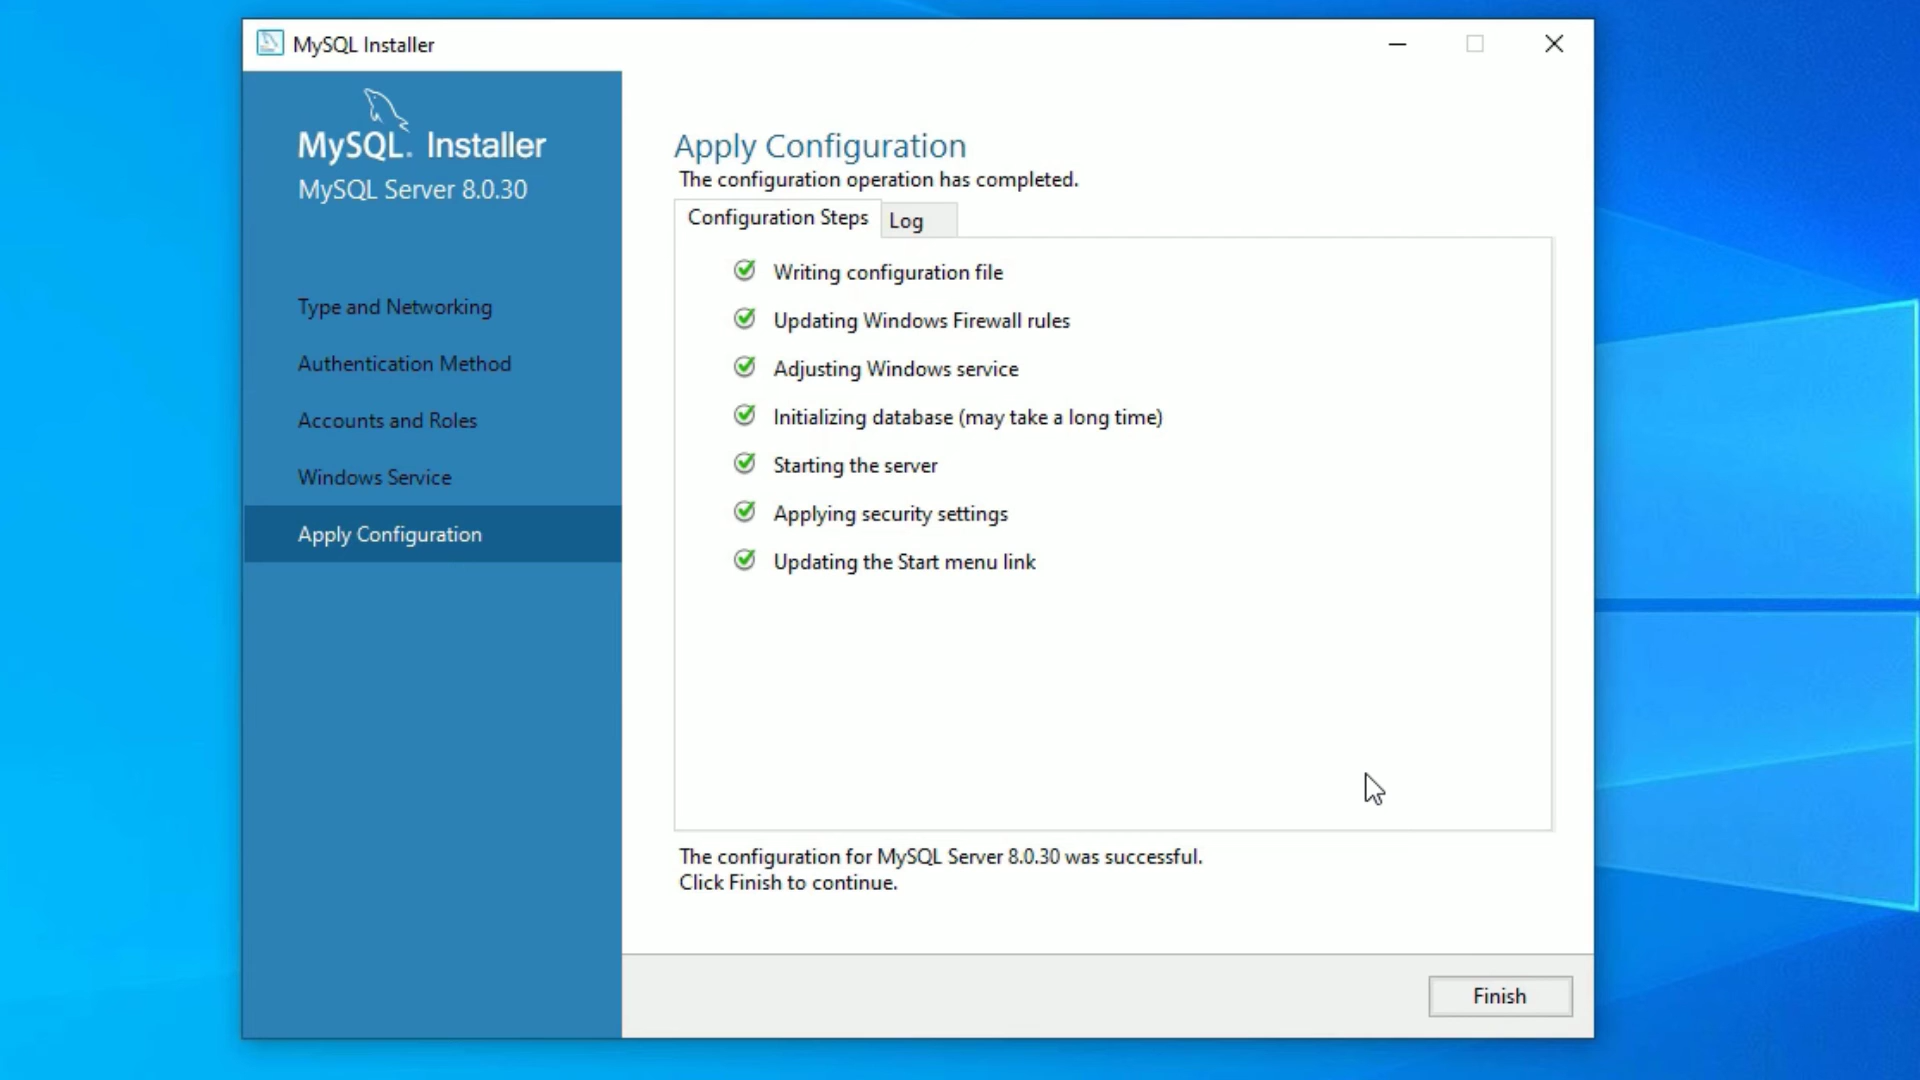 MySQL Installer
MySQL. Installer
MySQL Server 8.0.30
Type and Networking
Authentication Method
Accounts and Roles
Windows Service
Apply Configuration
Apply Configuration
The configuration operation has completed.
Configuration Steps
Log
Writing configuration file
Updating Windows Firewall rules
Adjusting Windows service
Initializing database (may take a long time)
Starting the server
Applying security settings
Updating the Start menu link
The configuration for MySQL Server 8.0.30 was successful.
Click Finish to continue.
Finish